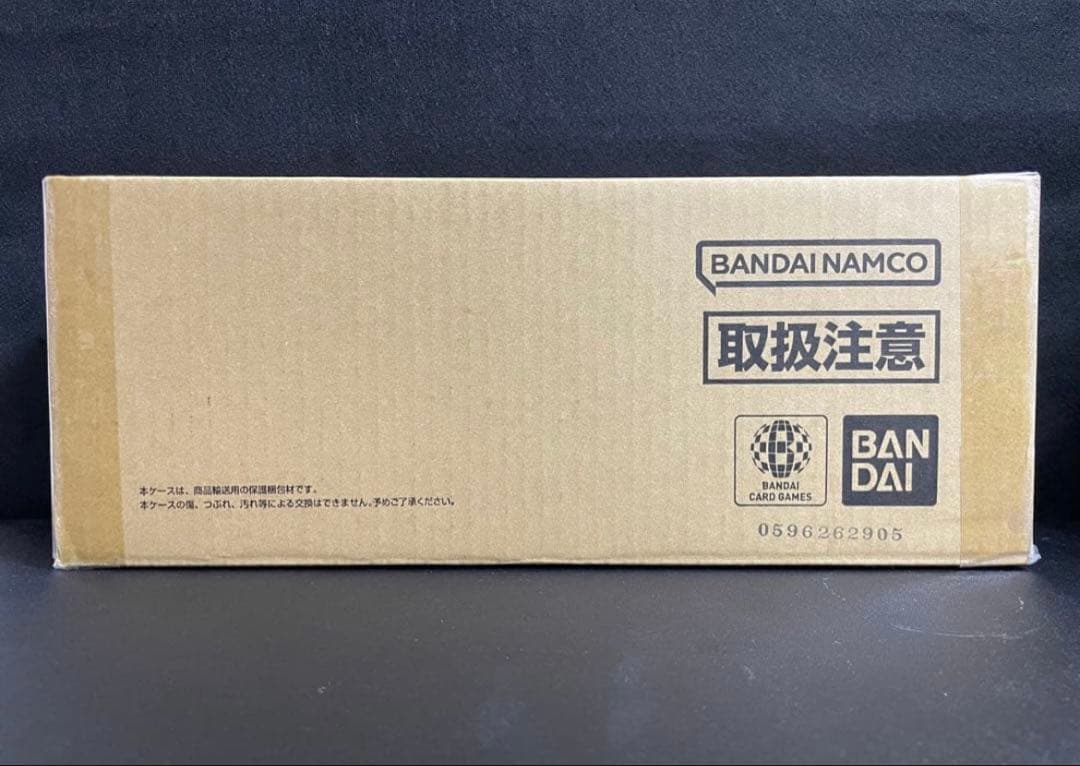 BANDAI NAMCO
取扱注意
BANDAI
CARD GAMES
BAN
DAI
0596262905
本ケースは、商品輸送用の保護梱包材です。
本ケースの傷、つぶれ、汚れ等による交換はできません。予めご了承ください。